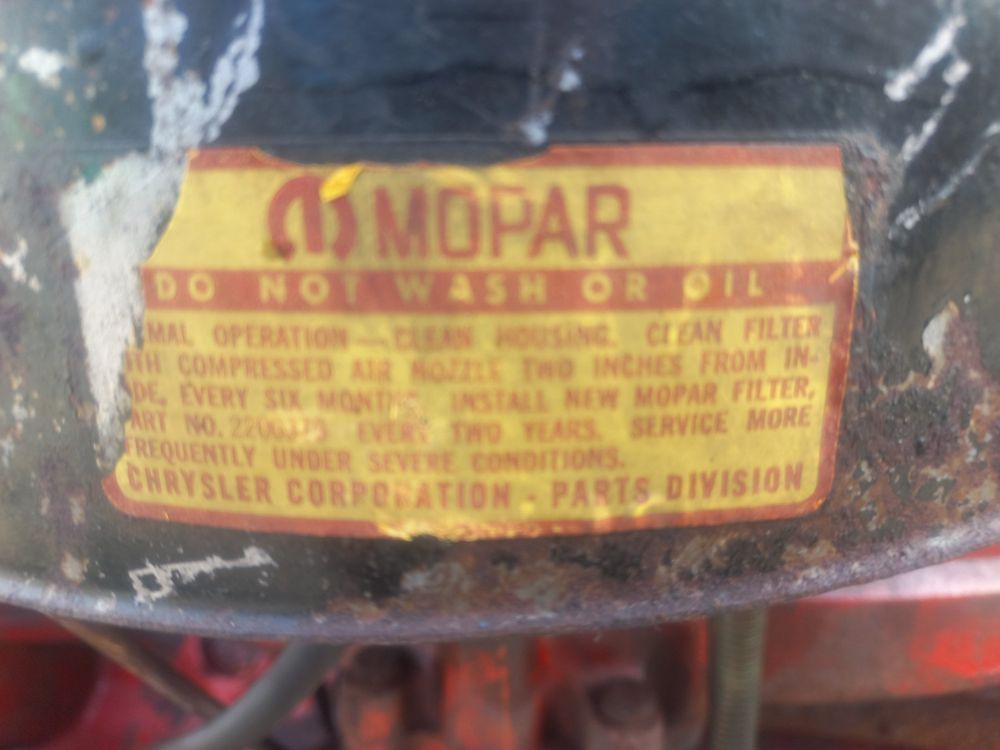 MOPAR
DO NOT WASH OR OIL
MAL OPERATION — CLEAN HOUSING. CLEAN FILTER
TH COMPRESSED AIR NOZZLE TWO INCHES FROM IN-
DE, EVERY SIX MONTHS. INSTALL NEW MOPAR FILTER,
ART NO. EVERY TWO YEARS. SERVICE MORE
FREQUENTLY UNDER SEVERE CONDITIONS.
CHRYSLER CORPORATION - PARTS DIVISION